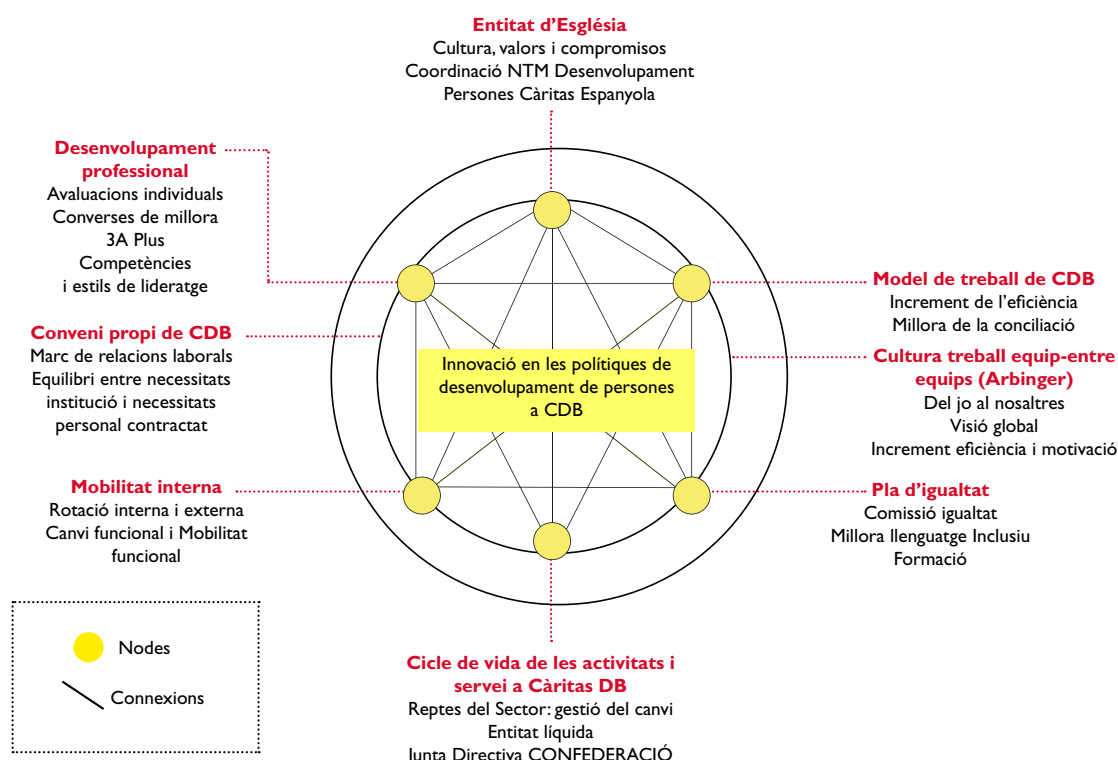 Entitat d’Església
Cultura, valors i compromisos
Coordinació NTM Desenvolupament
Persones Càritas Espanyola
Desenvolupament
professional
Avaluacions individuals
Converses de millora
3A Plus
Competències
i estils de lideratge
Model de treball de CDB
Increment de l’eficiència
Millora de la conciliació
Conveni propi de CDB
Marc de relacions laborals
Equilibri entre necessitats
institució i necessitats
personal contractat
Innovació en les polítiques de
desenvolupament de persones
a CDB
Cultura treball equip-entre
equips (Arbinger)
Del jo al nosaltres
Visió global
Increment eficiència i motivació
Mobilitat interna
Rotació interna i externa
Canvi funcional i Mobilitat
funcional
Pla d’igualtat
Comissió igualtat
Millora llenguatge Inclusiu
Formació
Nodes
Connexions
Cicle de vida de les activitats i
servei a Càritas DB
Reptes del Sector: gestió del canvi
Entitat líquida
Junta Directiva CONFEDERACIÓ